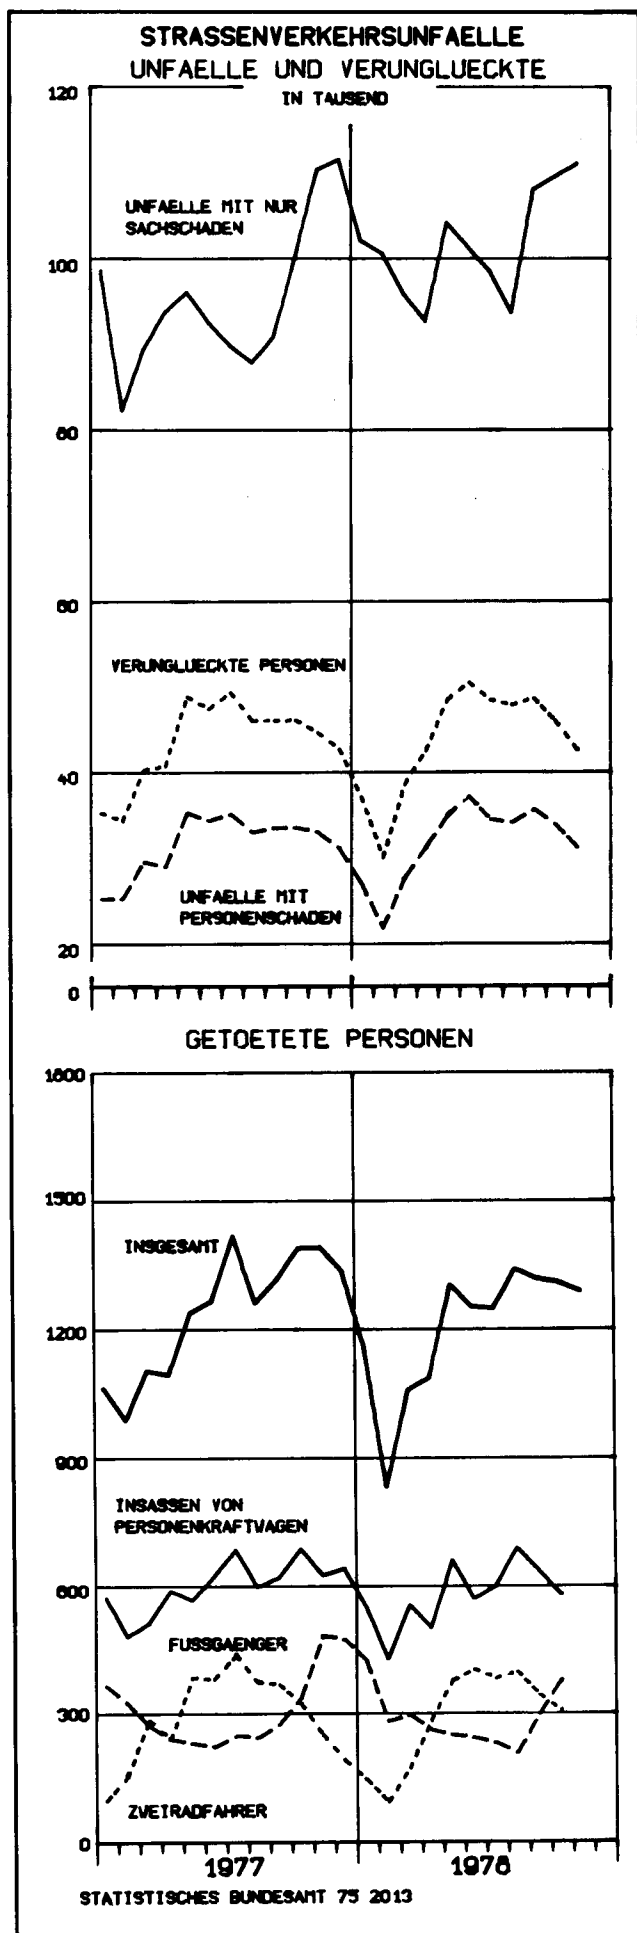 STRASSENVERKEHRSUNFAELLE
UNFAELLE UND VERUNGLUECKTE
IN TAUSEND
120
UNFAELLE MIT NUR
SACHSCHADEN
100
80
60
VERUNGLUECKTE PERSONEN
40
UNFAELLE MIT
PERSONENSCHADEN
20
0
GETOETETE PERSONEN
1800
1500
INSGESAMT
1200
900
INSASSEN VON
PERSONENKRAFTWAGEN
600
FUSSGAENGER
300
ZWEIRADFAHRER
0
1977
1978
STATISTISCHES BUNDESAMT 75 2013